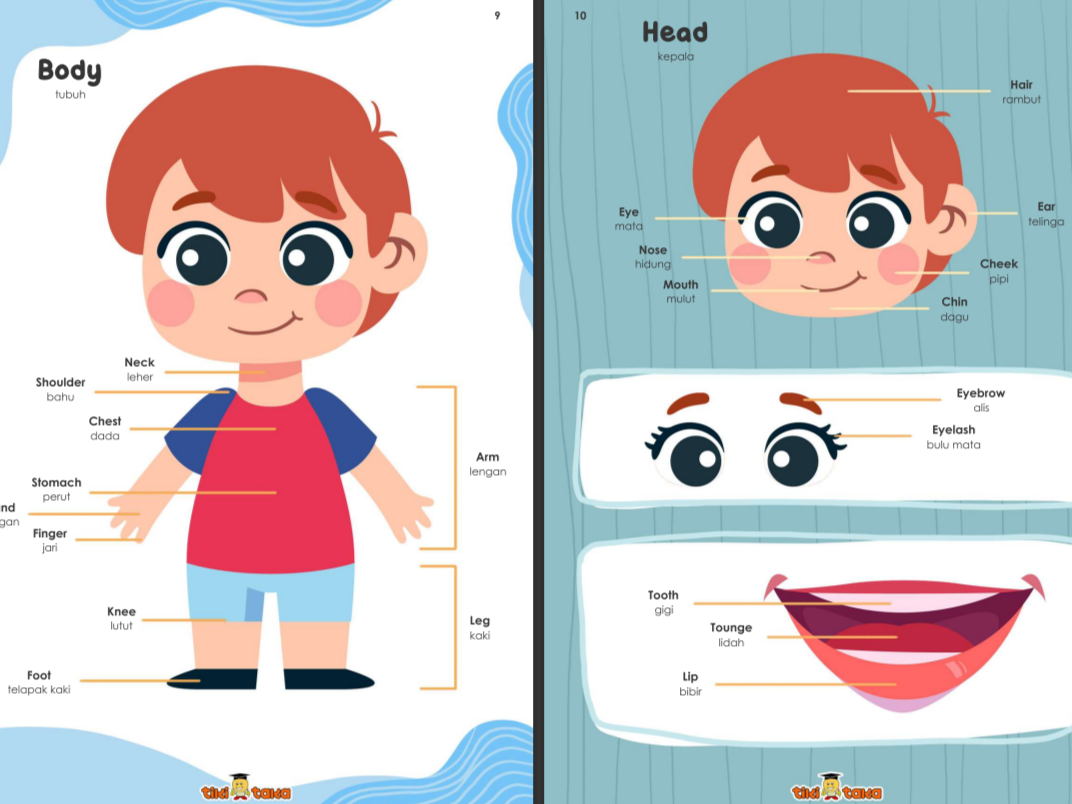 9
Body
tubuh
Neck
leher
Shoulder
bahu
Chest
dada
Stomach
perut
nd
gan
Finger
jari
Arm
lengan
Knee
lutut
Leg
kaki
Foot
telapak kaki
tiki taka
10
Head
kepala
Hair
rambut
Eye
mata
Ear
telinga
Nose
hidung
Cheek
pipi
Mouth
mulut
Chin
dagu
Eyebrow
alis
Eyelash
bulu mata
Tooth
gigi
Tounge
lidah
Lip
bibir
tiki taka